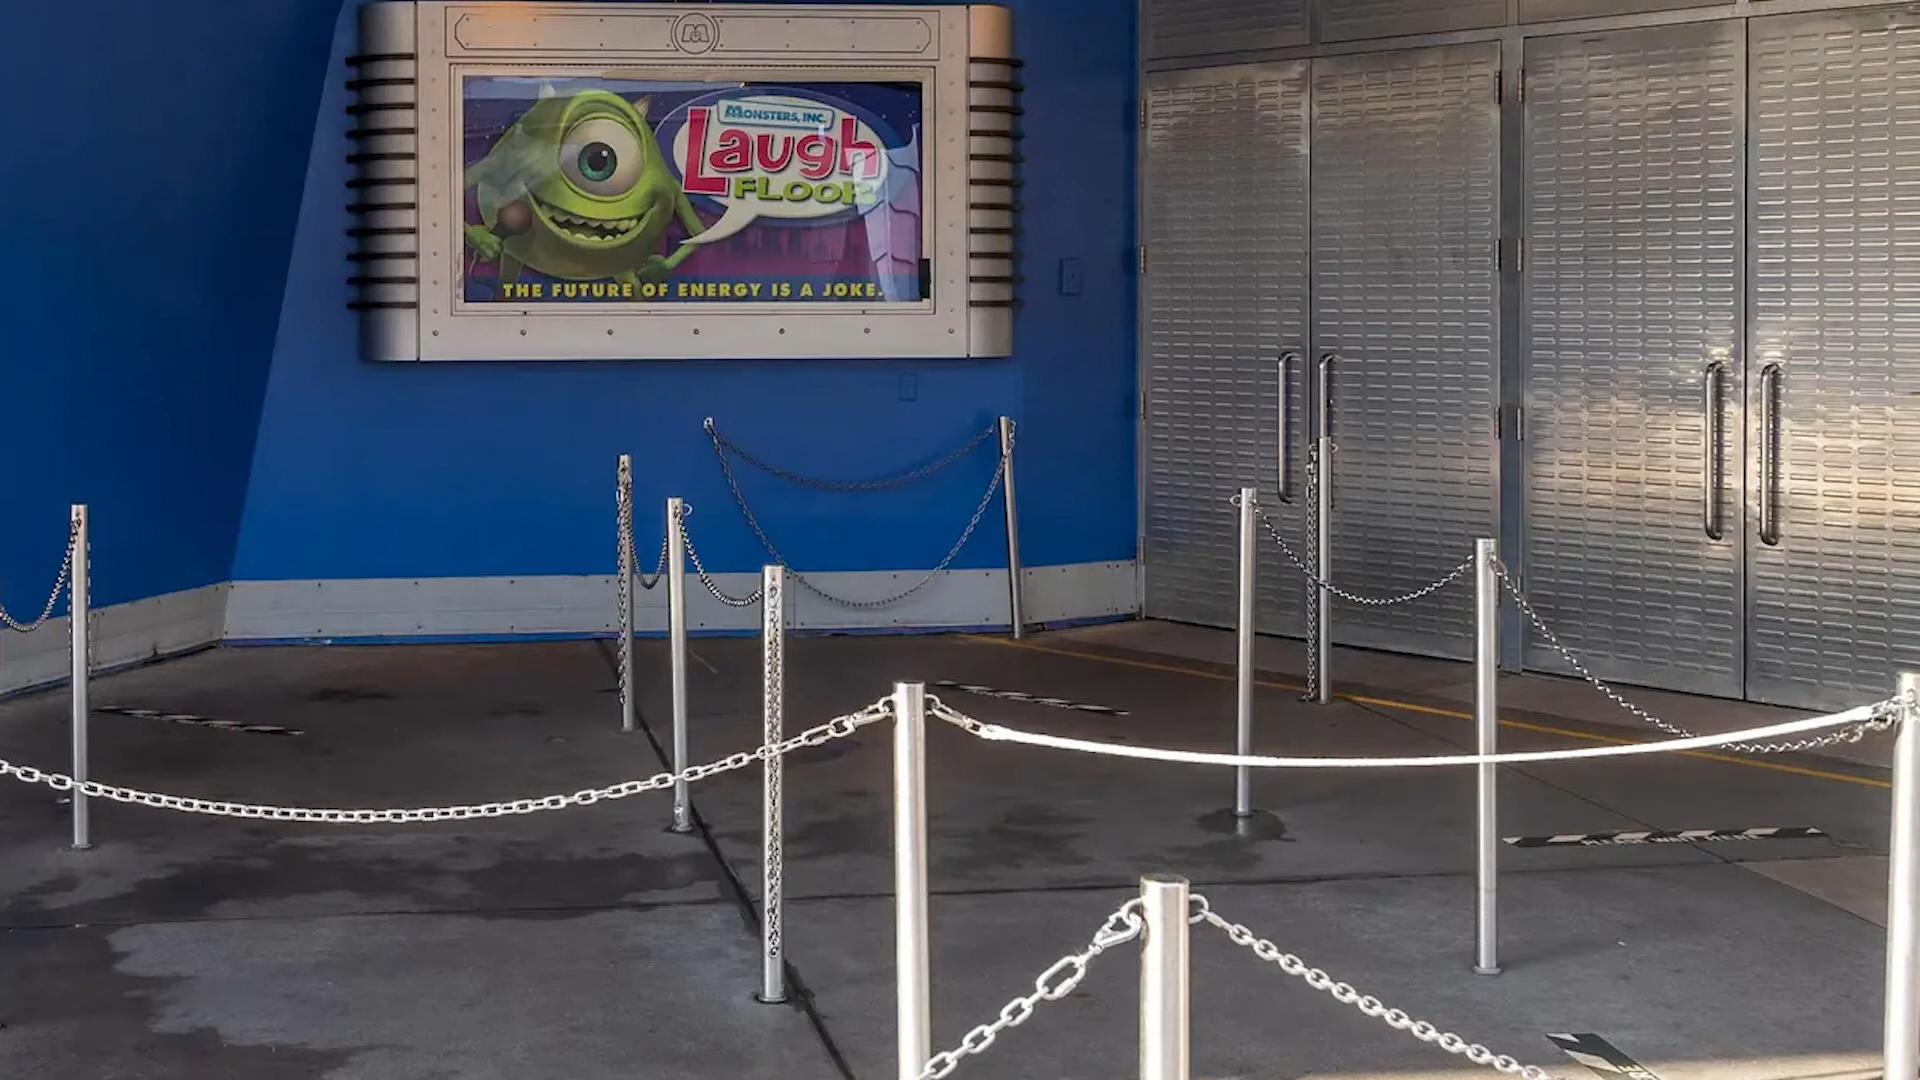 MONSTERS, INC.
Laugh
FLOOR
THE FUTURE OF ENERGY IS A JOKE.